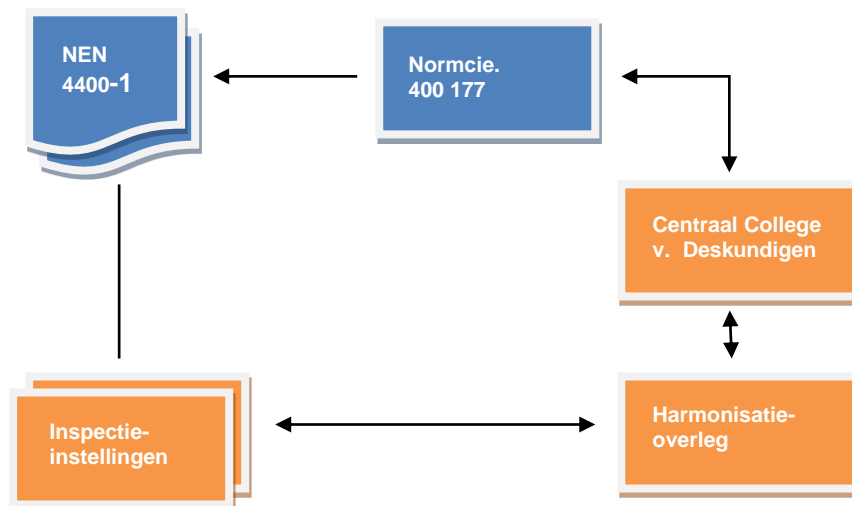 NEN
4400-1
Normcie.
400 177
Centraal College
v. Deskundigen
Inspectie-
instellingen
Harmonisatie-
overleg